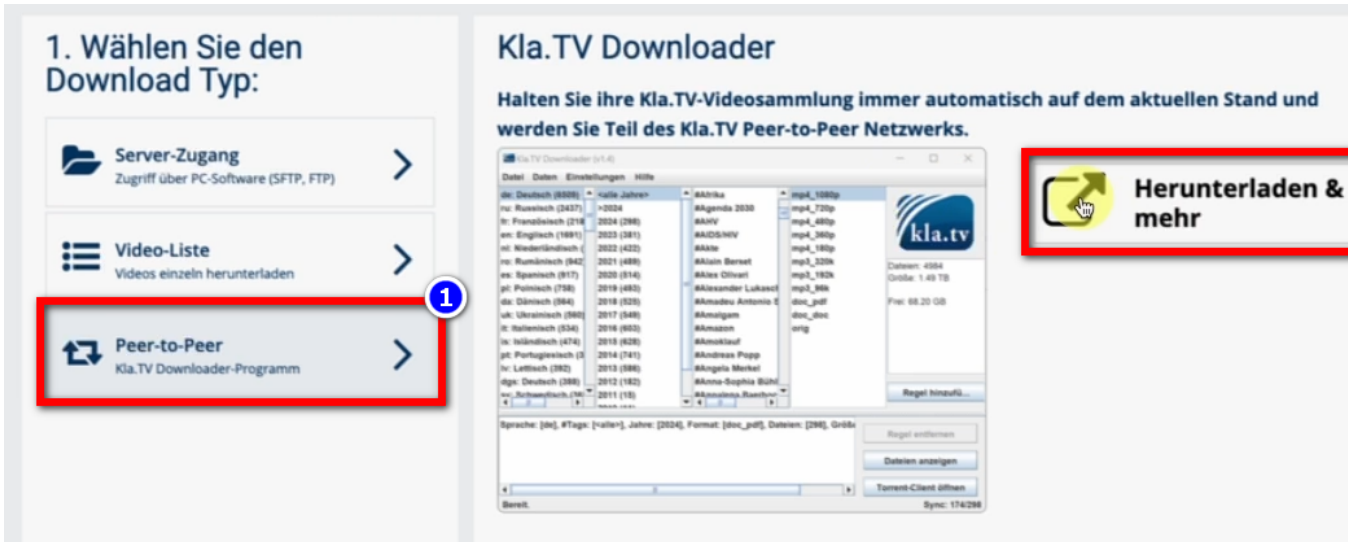 1. Wählen Sie den
Download Typ:
Server-Zugang
Zugriff über PC-Software (SFTP, FTP)
Video-Liste
Videos einzeln herunterladen
1
Peer-to-Peer
Kla.TV Downloader-Programm
Kla.TV Downloader
Halten Sie ihre Kla.TV-Videosammlung immer automatisch auf dem aktuellen Stand und
werden Sie Teil des Kla.TV Peer-to-Peer Netzwerks.
Kla.TV Downloader (v1.4)
Datei Daten Einstellungen Hilfe
de: Deutsch (6509) <alle Jahre> #Afrika mp4_1080p
ru: Russisch (2437) >2024 #Agenda 2030 mp4_720p
fr: Französisch (218 2024 (298) #AHV mp4_480p
en: Englisch (1691) 2023 (381) #AIDS/HIV mp4_360p
nl: Niederländisch ( 2022 (422) #Akte mp4_180p
ro: Rumänisch (942 2021 (489) #Alain Berset mp3_320k
es: Spanisch (917) 2020 (514) #Alex Olivari mp3_192k
pl: Polnisch (758) 2019 (493) #Alexander Lukasch mp3_96k
da: Dänisch (564) 2018 (525) #Amadeu Antonio S doc_pdf
uk: Ukrainisch (560) 2017 (549) #Amalgam doc_doc
it: Italienisch (534) 2016 (603) #Amazon orig
is: Isländisch (474) 2015 (628) #Amoklauf
pt: Portugiesisch (3 2014 (741) #Andreas Popp
lv: Lettisch (392) 2013 (586) #Angela Merkel
dgs: Deutsch (388) 2012 (182) #Anna-Sophia Bühl
2011 (15)
kla.tv
Dateien: 4984
Größe: 1.49 TB
Frei: 68.20 GB
Regel hinzufü...
Sprache: [de], #Tags: [<alle>], Jahre: [2024], Format: [doc_pdf], Dateien: [298], Größe
Regel entfernen
Dateien anzeigen
Torrent-Client öffnen
Bereit.
Sync: 174/298
Herunterladen &
mehr